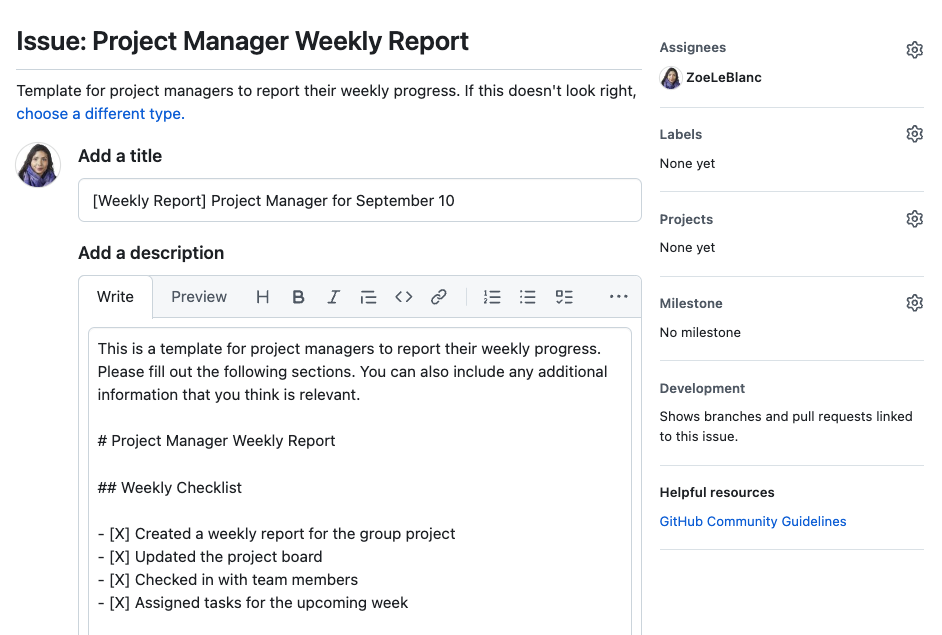 Issue: Project Manager Weekly Report
Template for project managers to report their weekly progress. If this doesn't look right,
choose a different type.
Add a title
[Weekly Report] Project Manager for September 10
Add a description
Write
Preview
This is a template for project managers to report their weekly progress.
Please fill out the following sections. You can also include any additional
information that you think is relevant.
# Project Manager Weekly Report
## Weekly Checklist
- [X] Created a weekly report for the group project
- [X] Updated the project board
- [X] Checked in with team members
- [X] Assigned tasks for the upcoming week
Assignees
ZoeLeBlanc
Labels
None yet
Projects
None yet
Milestone
No milestone
Development
Shows branches and pull requests linked
to this issue.
Helpful resources
GitHub Community Guidelines